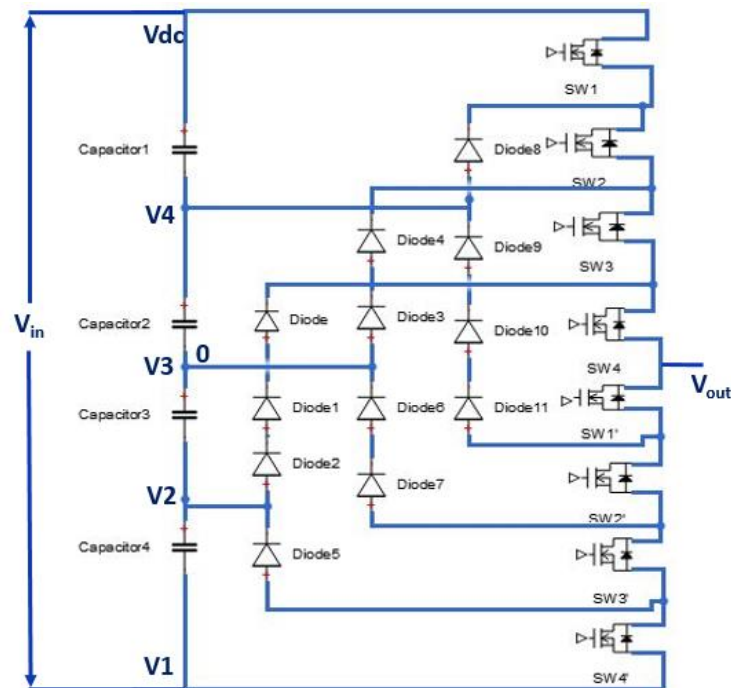 Vdc
SW1
Capacitor1
Diode8
SW2
V4
Diode4
Diode9
SW3
Vin
Capacitor2
Diode
Diode3
Diode10
SW4
V3
0
Vout
Capacitor3
Diode1
Diode6
Diode11
SW1'
Diode2
Diode7
V2
SW2'
Capacitor4
Diode5
SW3'
V1
SW4'